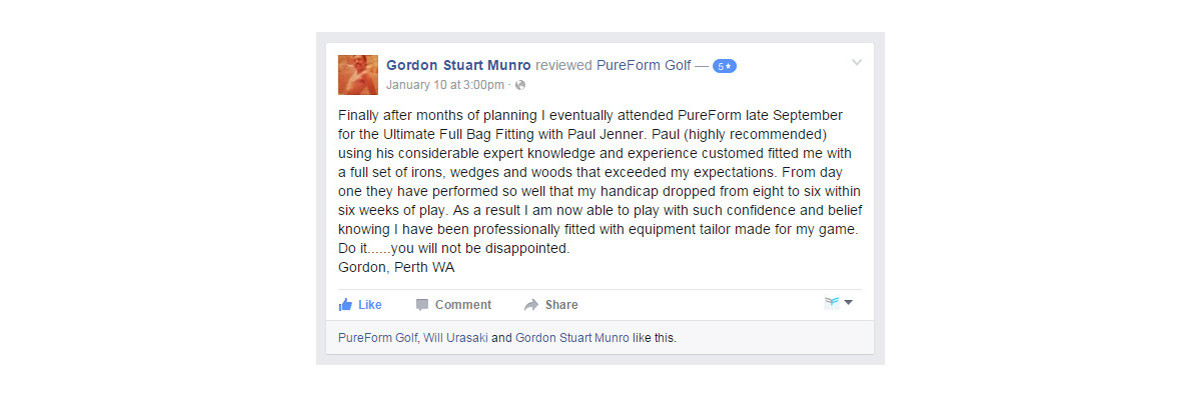 Gordon Stuart Munro reviewed PureForm Golf — 5★
January 10 at 3:00pm ·
Finally after months of planning I eventually attended PureForm late September
for the Ultimate Full Bag Fitting with Paul Jenner. Paul (highly recommended)
using his considerable expert knowledge and experience customed fitted me with
a full set of irons, wedges and woods that exceeded my expectations. From day
one they have performed so well that my handicap dropped from eight to six within
six weeks of play. As a result I am now able to play with such confidence and belief
knowing I have been professionally fitted with equipment tailor made for my game.
Do it......you will not be disappointed.
Gordon, Perth WA
Like Comment Share
PureForm Golf, Will Urasaki and Gordon Stuart Munro like this.